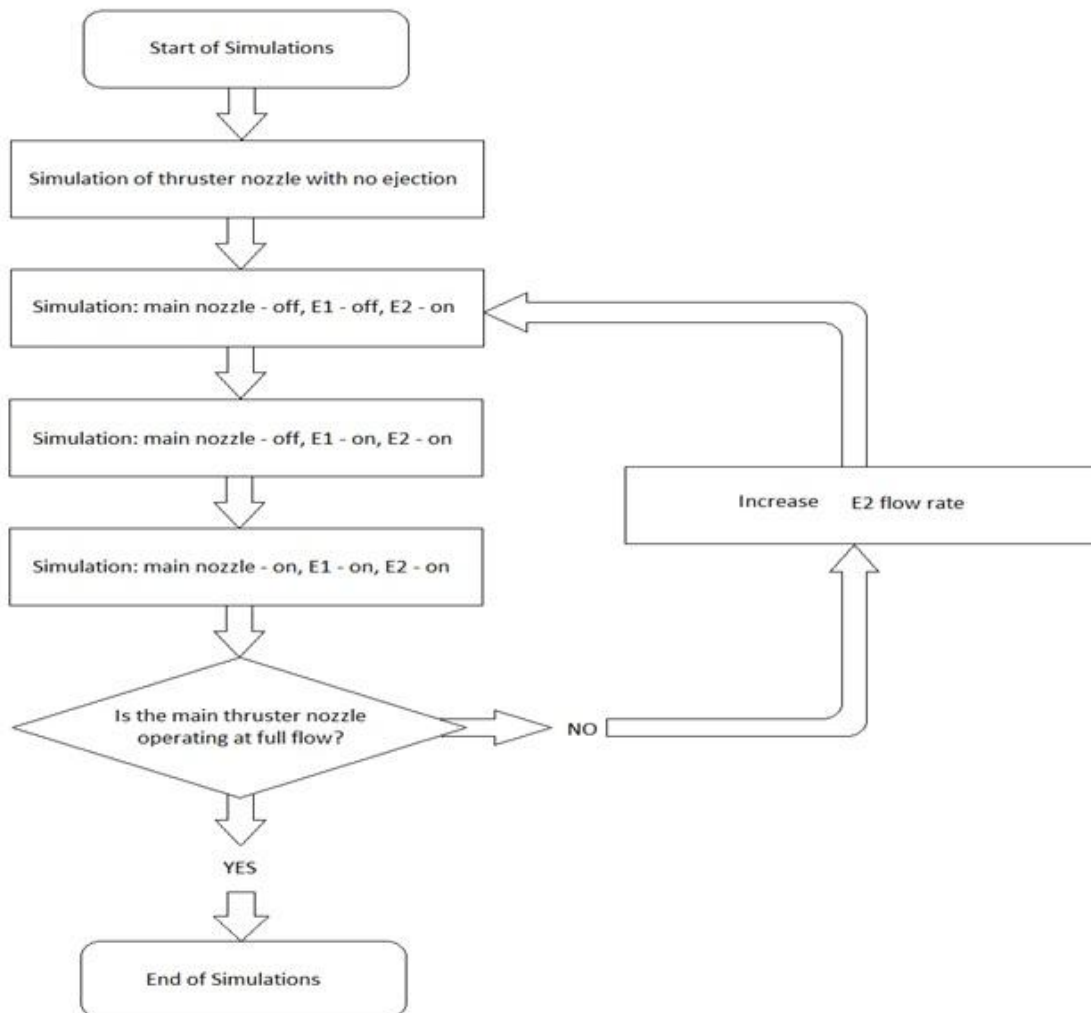 Start of Simulations
Simulation of thruster nozzle with no ejection
Simulation: main nozzle - off, E1 - off, E2 - on
Simulation: main nozzle - off, E1 - on, E2 - on
Increase E2 flow rate
Simulation: main nozzle - on, E1 - on, E2 - on
Is the main thruster nozzle
operating at full flow?
NO
YES
End of Simulations